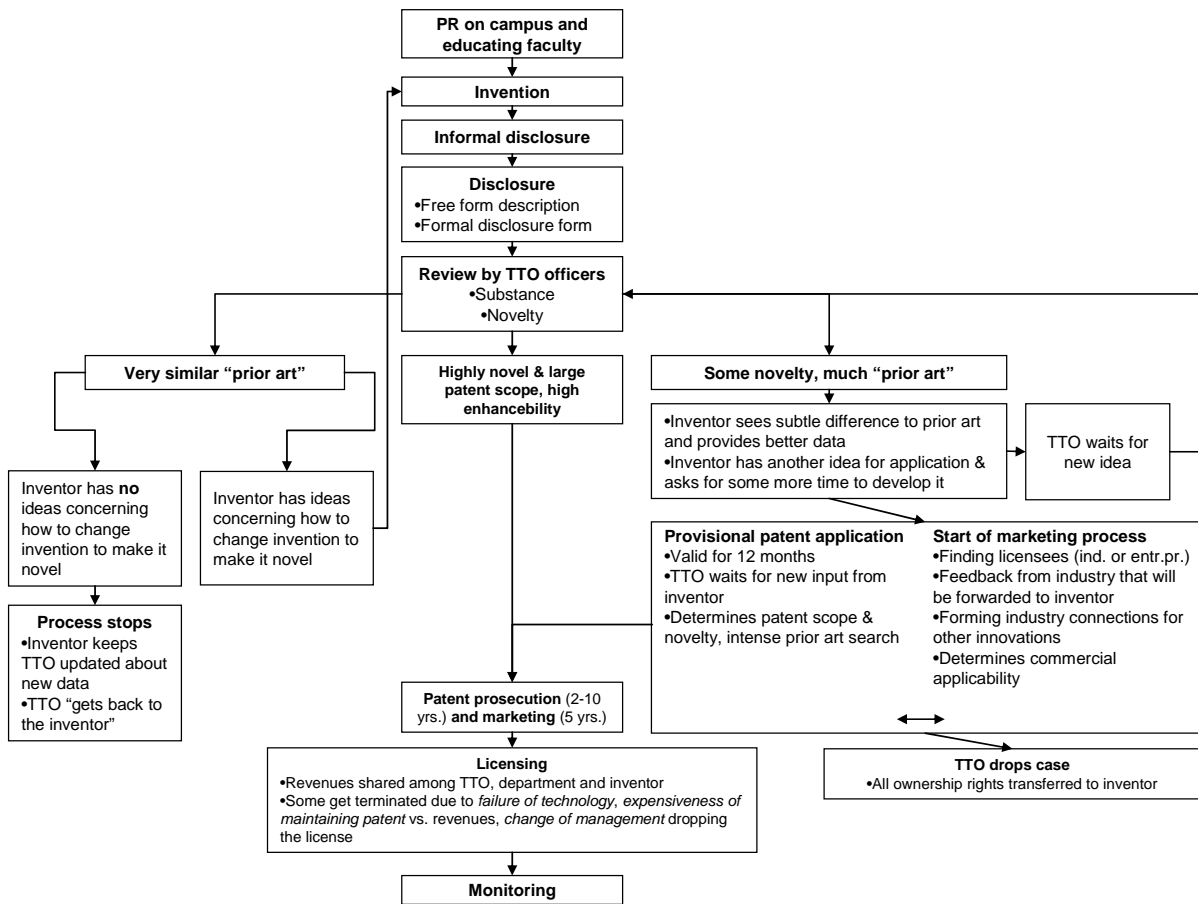 PR on campus and
educating faculty
Invention
Informal disclosure
Disclosure
•Free form description
•Formal disclosure form
Review by TTO officers
•Substance
•Novelty
Very similar “prior art”
Highly novel & large
patent scope, high
enhancebility
Some novelty, much “prior art”
•Inventor sees subtle difference to prior art
and provides better data
•Inventor has another idea for application &
asks for some more time to develop it
TTO waits for
new idea
Inventor has no
ideas concerning
how to change
invention to make it
novel
Inventor has ideas
concerning how to
change invention to
make it novel
Process stops
•Inventor keeps
TTO updated about
new data
•TTO “gets back to
the inventor”
Provisional patent application
•Valid for 12 months
•TTO waits for new input from
inventor
•Determines patent scope &
novelty, intense prior art search
Start of marketing process
•Finding licensees (ind. or entr.pr.)
•Feedback from industry that will
be forwarded to inventor
•Forming industry connections for
other innovations
•Determines commercial
applicability
Patent prosecution (2-10
yrs.) and marketing (5 yrs.)
Licensing
•Revenues shared among TTO, department and inventor
•Some get terminated due to failure of technology, expensiveness of
maintaining patent vs. revenues, change of management dropping
the license
TTO drops case
•All ownership rights transferred to inventor
Monitoring